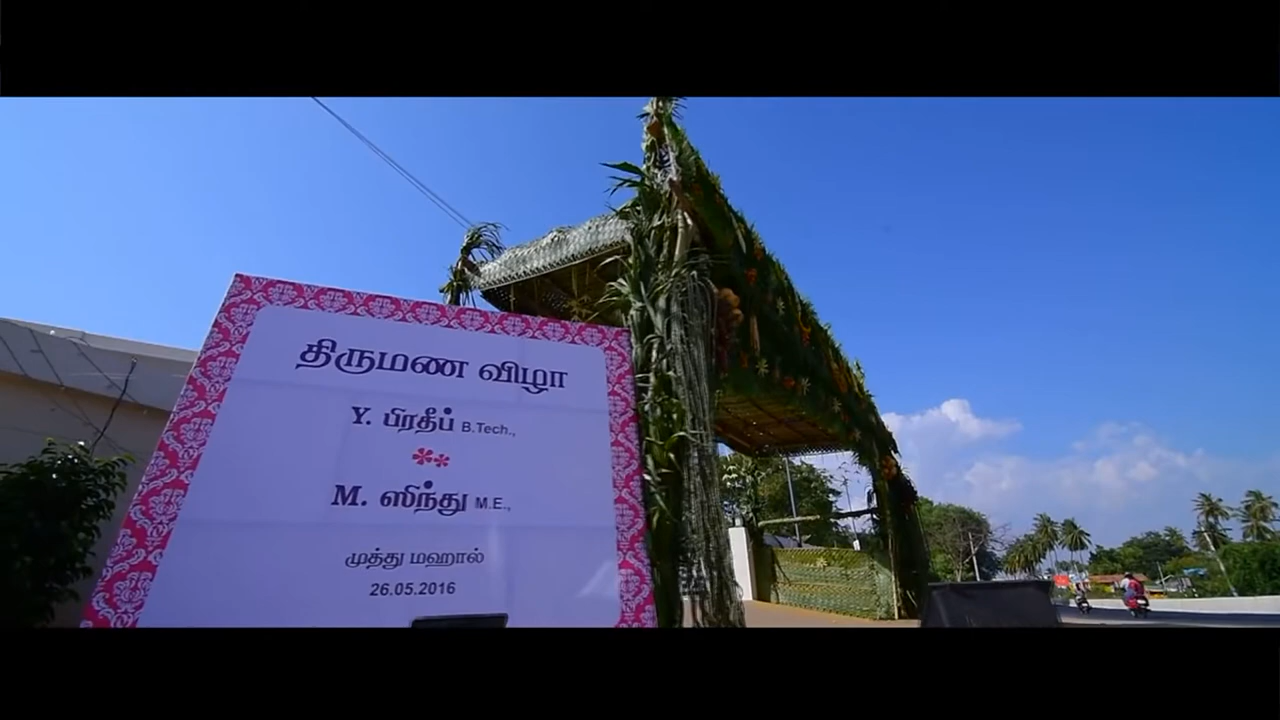 திருமண விழா
Y. பிரதீப் B.Tech.,
M. ஸிந்து M.E.,
முத்து மஹால்
26.05.2016